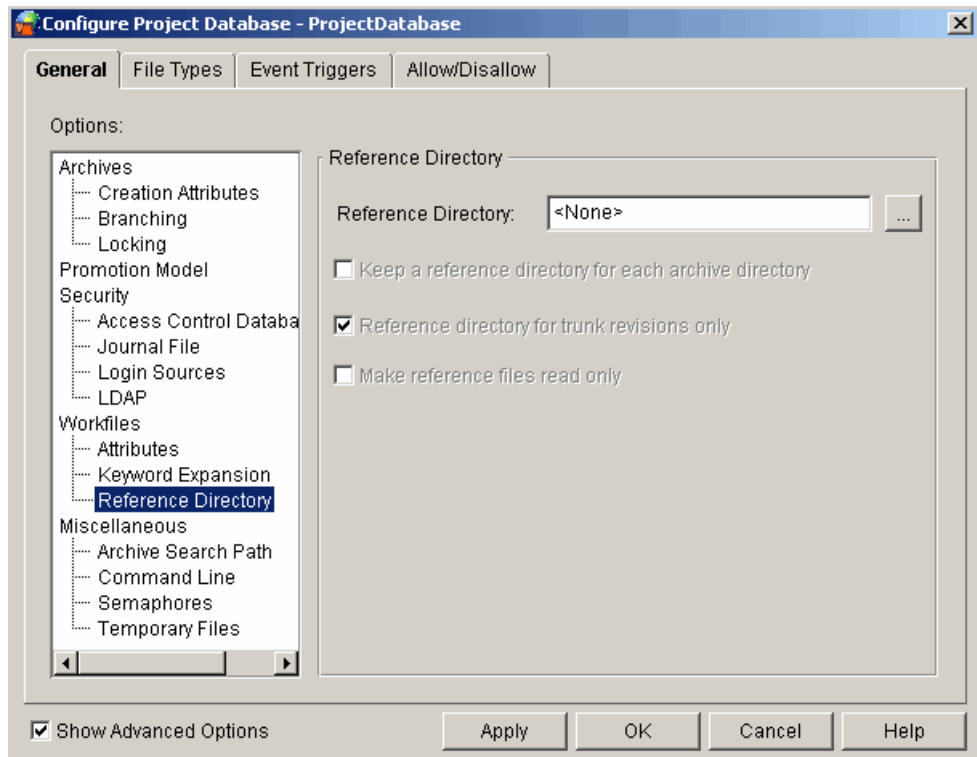 Configure Project Database - ProjectDatabase
General File Types Event Triggers Allow/Disallow
Options:
Archives
Creation Attributes
Branching
Locking
Promotion Model
Security
Access Control Databa
Journal File
Login Sources
LDAP
Workfiles
Attributes
Keyword Expansion
Reference Directory
Miscellaneous
Archive Search Path
Command Line
Semaphores
Temporary Files
Reference Directory
Reference Directory: <None> ...
Keep a reference directory for each archive directory
Reference directory for trunk revisions only
Make reference files read only
Show Advanced Options Apply OK Cancel Help